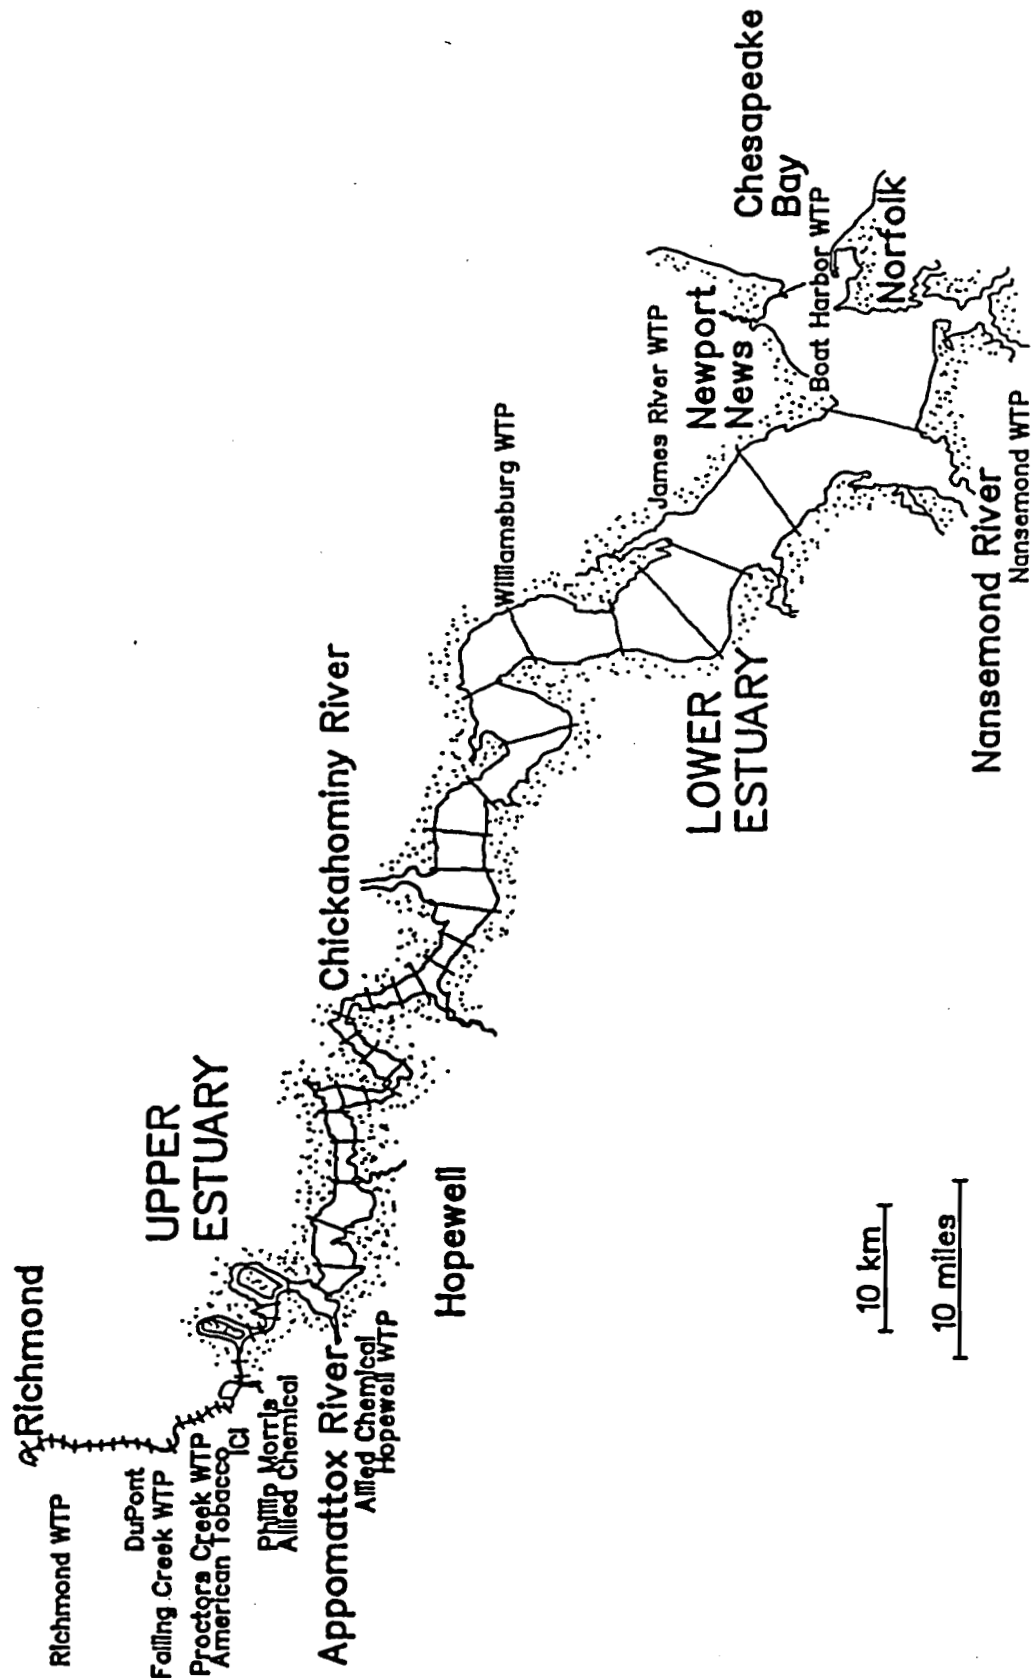 Richmond
Richmond WTP
DuPont
Falling Creek WTP
Proctors Creek WTP
American Tobacco
ICI
Phillip Morris
Allied Chemical
Appomattox River
Allied Chemical
Hopewell WTP
UPPER
ESTUARY
Hopewell
Chickahominy River
Williamsburg WTP
LOWER
ESTUARY
James River WTP
Newport
News
Chesapeake
Bay
Boat Harbor WTP
Norfolk
Nansemond River
Nansemond WTP
10 km
10 miles